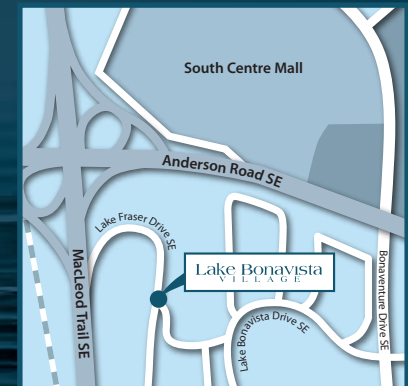 South Centre Mall
Anderson Road SE
Lake Fraser Drive SE
Lake Bonavista
VILLAGE
MacLeod Trail SE
Bonaventure Drive SE
Lake Bonavista Drive SE